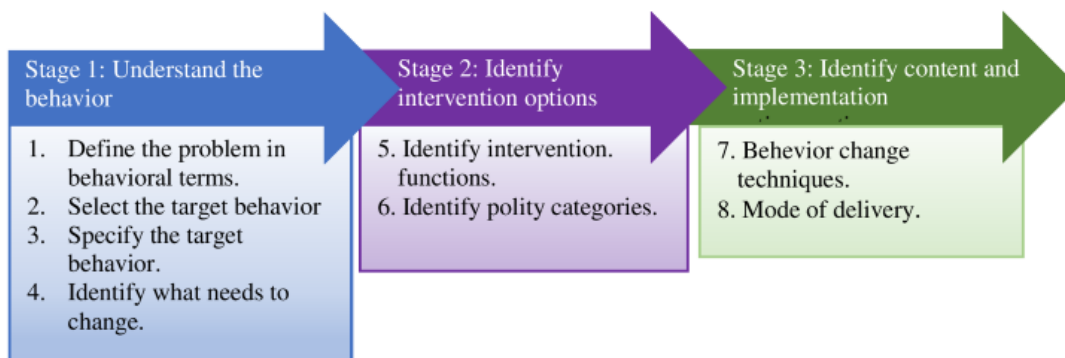 Stage 1: Understand the
behavior
1. Define the problem in
behavioral terms.
2. Select the target behavior
3. Specify the target
behavior.
4. Identify what needs to
change.
Stage 2: Identify
intervention options
5. Identify intervention.
functions.
6. Identify polity categories.
Stage 3: Identify content and
implementation
7. Behevior change
techniques.
8. Mode of delivery.